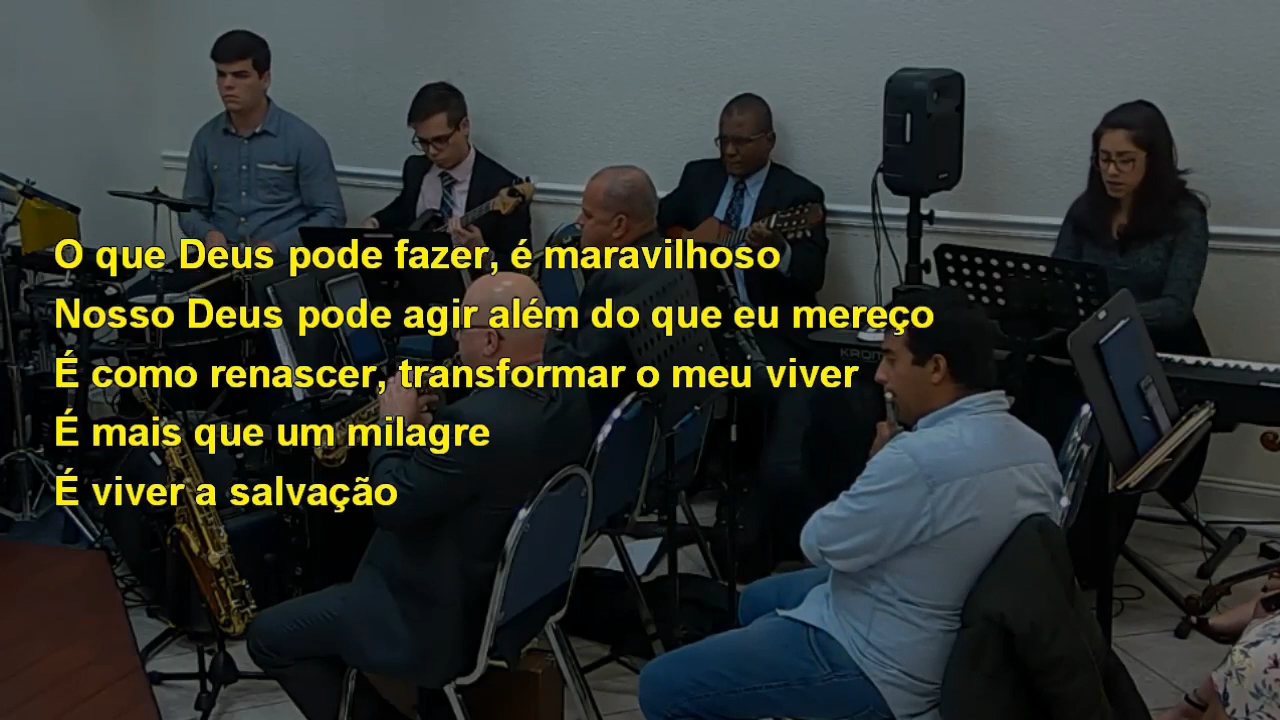 O que Deus pode fazer, é maravilhoso
Nosso Deus pode agir além do que eu mereço
É como renascer, transformar o meu viver
É mais que um milagre
É viver a salvação